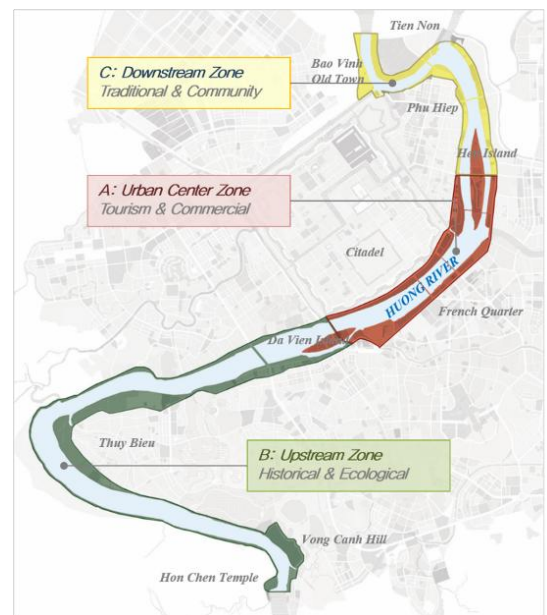 Tien Non
C: Downstream Zone
Traditional & Community
Bao Vinh
Old Town
Phu Hiep
Hen Island
A: Urban Center Zone
Tourism & Commercial
Citadel
HUONG RIVER
French Quarter
Da Vien Island
Thuy Bieu
B: Upstream Zone
Historical & Ecological
Vong Canh Hill
Hon Chen Temple